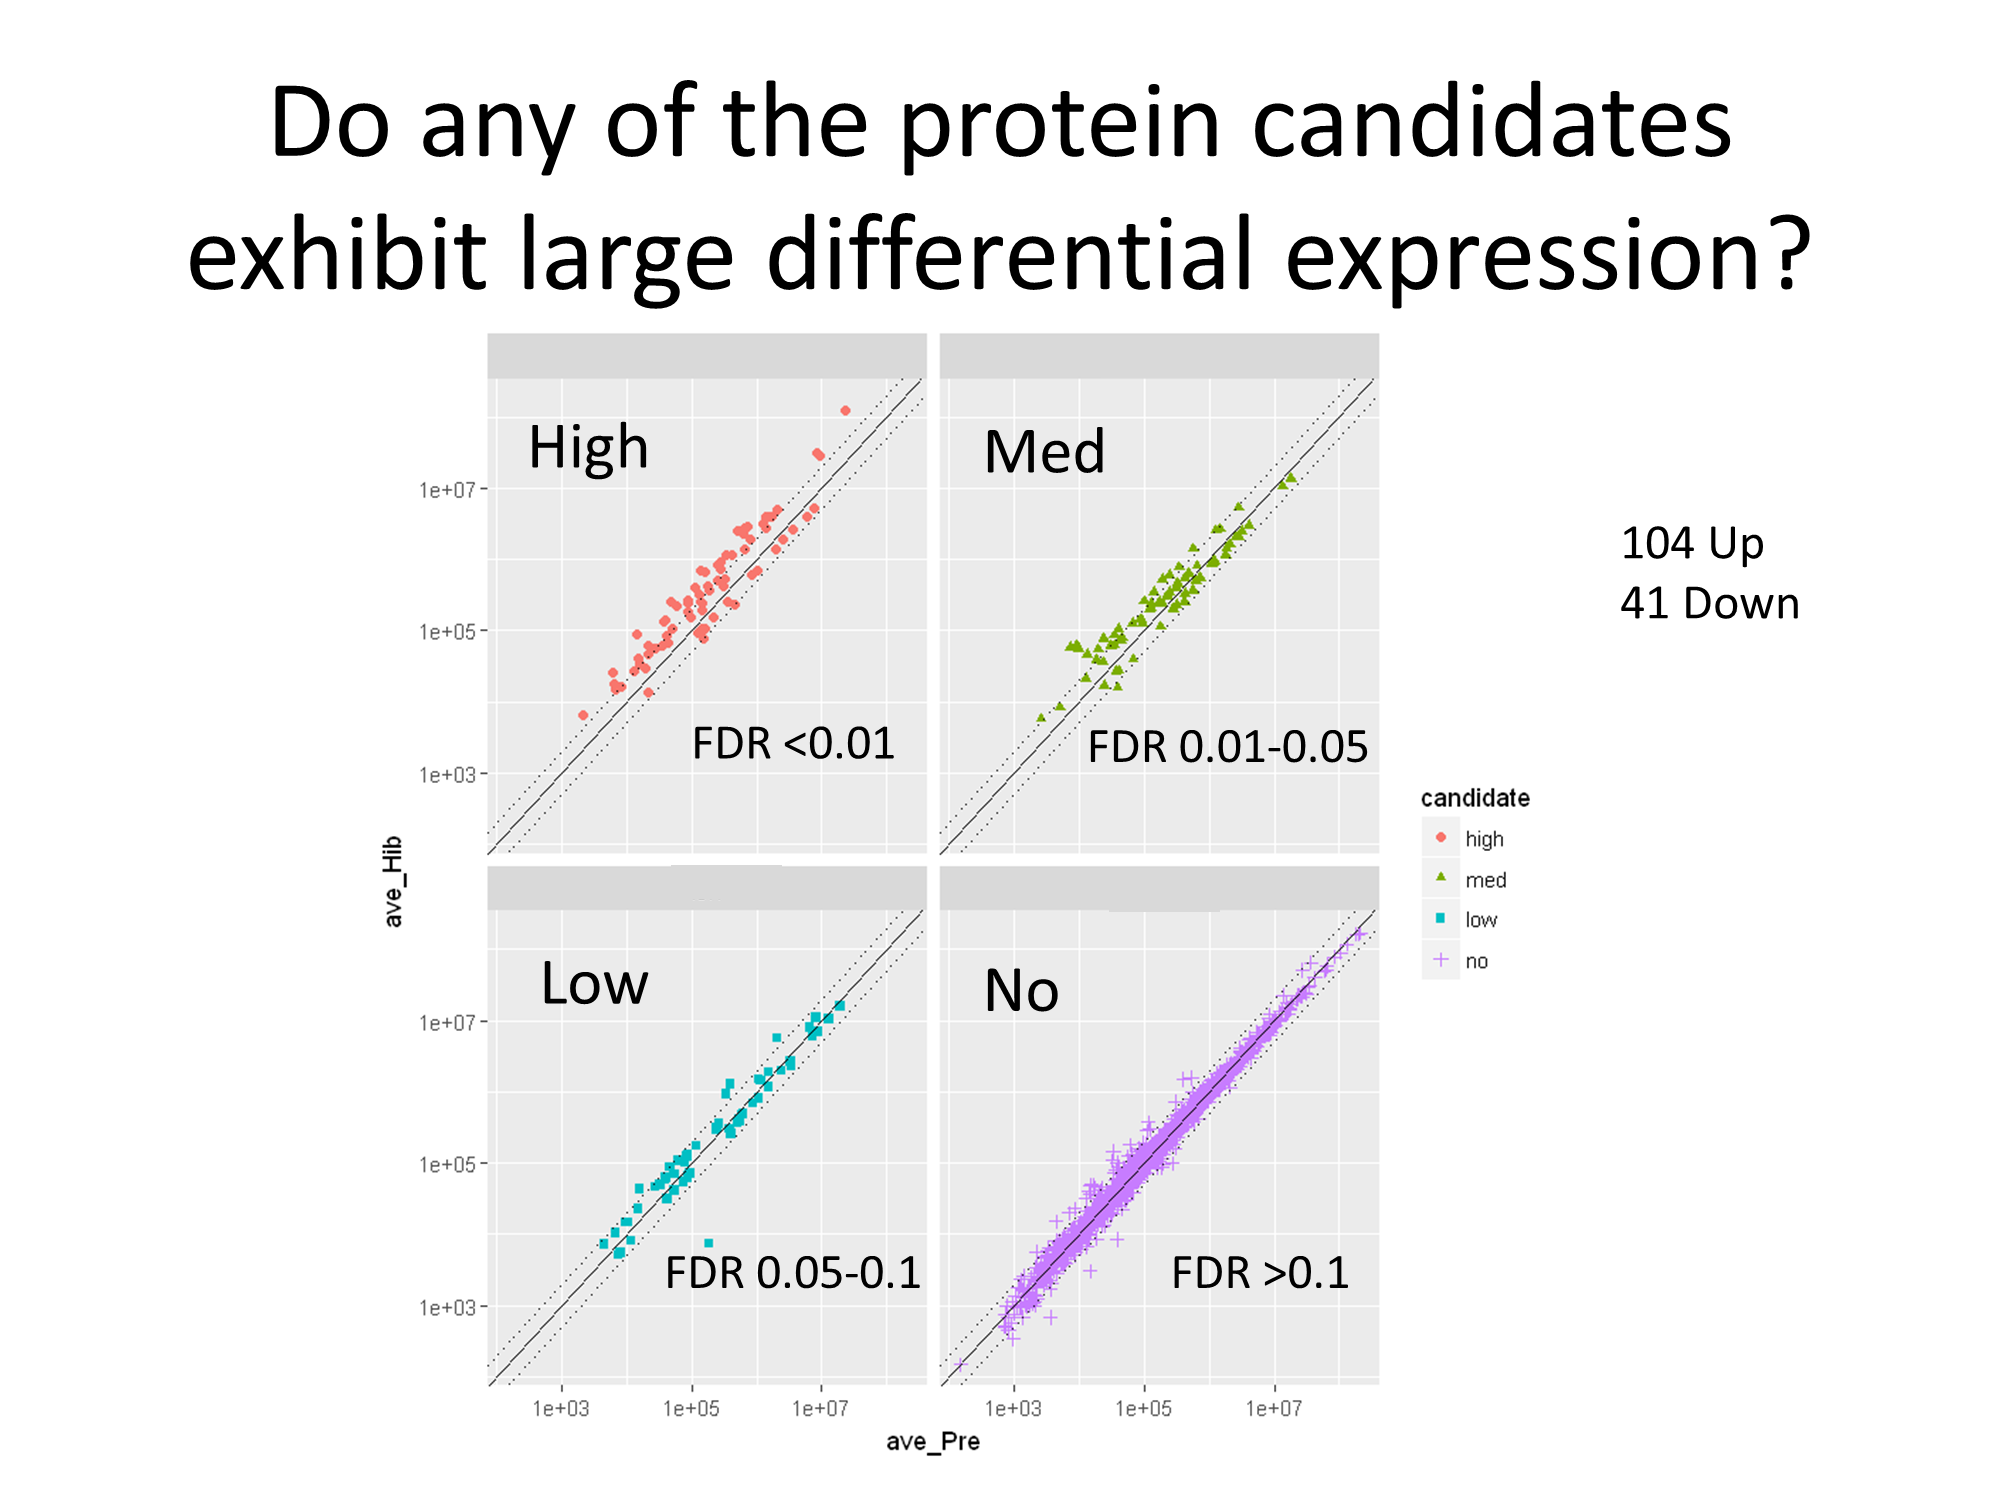 Do any of the protein candidates
exhibit large differential expression?
High
Med
1e+07
1e+05
1e+03
FDR <0.01
FDR 0.01-0.05
104 Up
41 Down
candidate
high
med
low
no
ave_Hib
Low
No
1e+07
1e+05
1e+03
FDR 0.05-0.1
FDR >0.1
1e+03
1e+05
1e+07
1e+03
1e+05
1e+07
ave_Pre